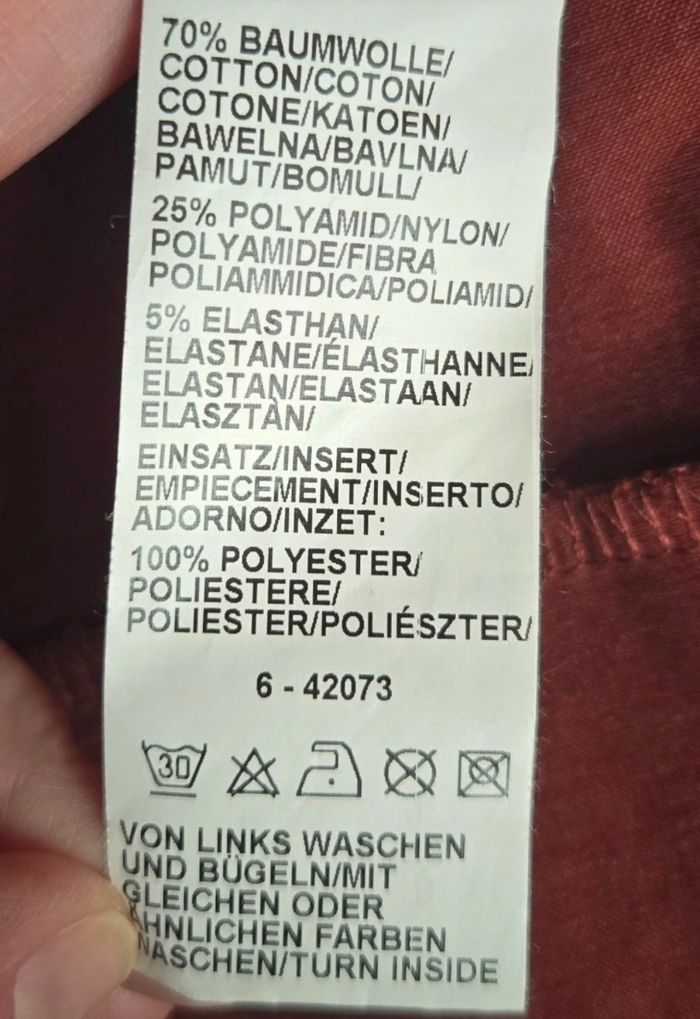 70% BAUMWOLLE/
COTTON/COTON/
COTONE/KATOEN/
BAWELNA/BAVLNA/
PAMUT/BOMULL/
25% POLYAMID/NYLON/
POLYAMIDE/FIBRA
POLIAMMIDICA/POLIAMID/
5% ELASTHAN/
ELASTANE/ÉLASTHANNE/
ELASTAN/ELASTAAN/
ELASZTÀN/
EINSATZ/INSERT/
EMPIECEMENT/INSERTO/
ADORNO/INZET:
100% POLYESTER/
POLIESTERE/
POLIESTER/POLIÉSZTER/
6 - 42073
30
VON LINKS WASCHEN
UND BÜGELN/MIT
GLEICHEN ODER
ÄHNLICHEN FARBEN
WASCHEN/TURN INSIDE